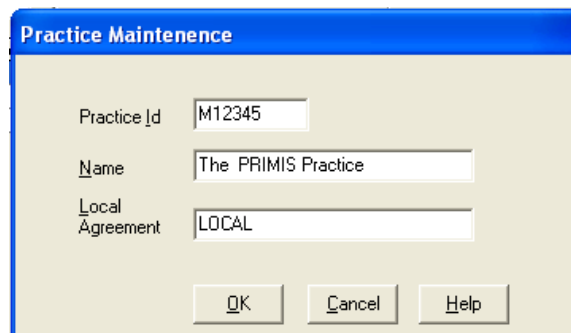 Practice Maintenence
Practice Id M12345
Name The PRIMIS Practice
Local
Agreement LOCAL
OK Cancel Help